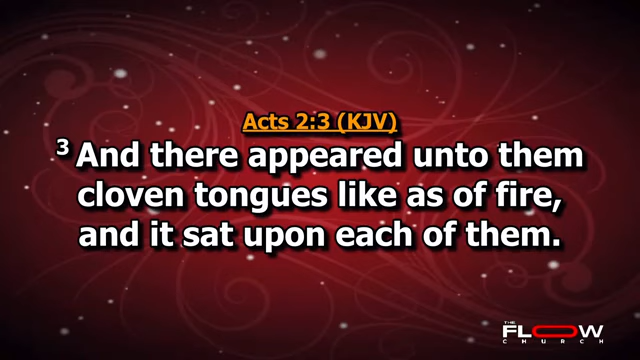 Acts 2:3 (KJV)
3 And there appeared unto them
cloven tongues like as of fire,
and it sat upon each of them.
THE
FLOW
CHURCH